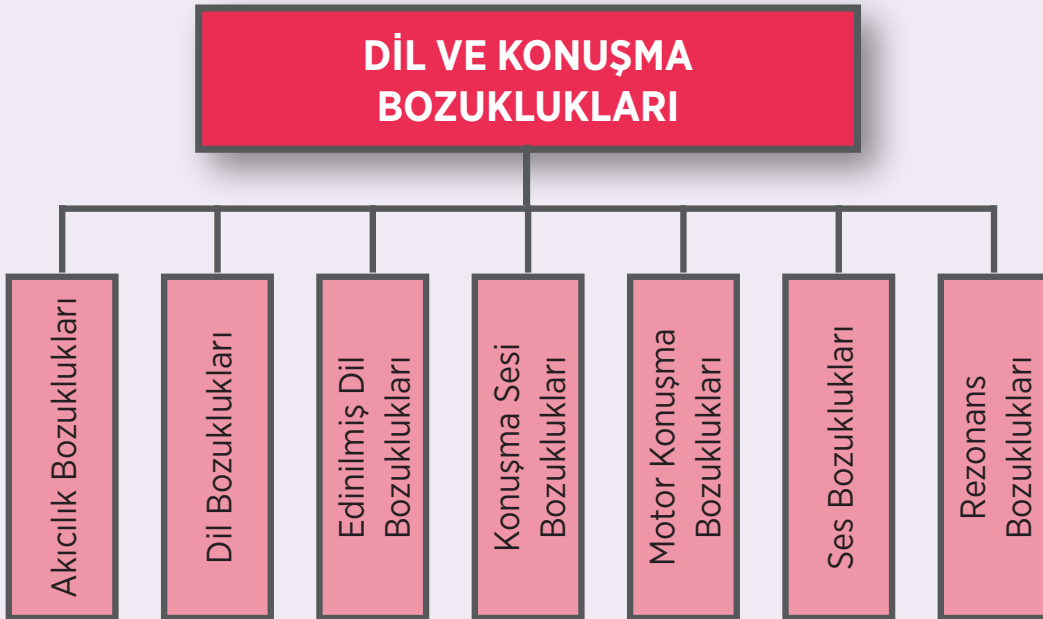 DİL VE KONUŞMA
BOZUKLUKLARI
Akıcılık Bozuklukları
Dil Bozuklukları
Edinilmiş Dil
Bozuklukları
Konuşma Sesi
Bozuklukları
Motor Konuşma
Bozuklukları
Ses Bozuklukları
Rezonans
Bozuklukları